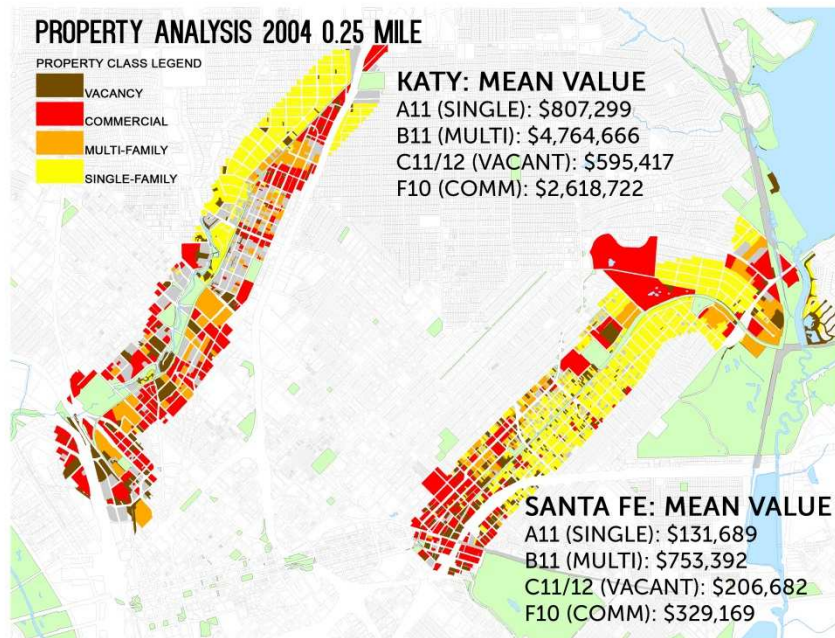 PROPERTY ANALYSIS 2004 0.25 MILE
PROPERTY CLASS LEGEND
VACANCY
COMMERCIAL
MULTI-FAMILY
SINGLE-FAMILY
KATY: MEAN VALUE
A11 (SINGLE): $807,299
B11 (MULTI): $4,764,666
C11/12 (VACANT): $595,417
F10 (COMM): $2,618,722
SANTA FE: MEAN VALUE
A11 (SINGLE): $131,689
B11 (MULTI): $753,392
C11/12 (VACANT): $206,682
F10 (COMM): $329,169